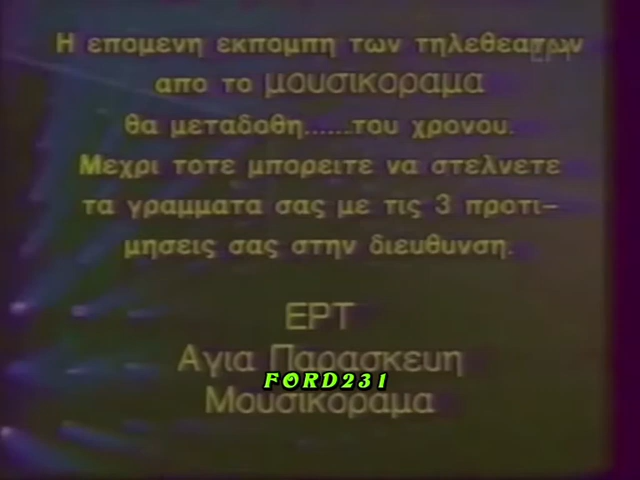 Η επομενη εκπομπη των τηλεθεατων
απο το μουσικοραμα
θα μεταδοθη......του χρονου.
Μεχρι τοτε μπορειτε να στελνετε
τα γραμματα σας με τις 3 προτι-
μησεις σας στην διευθυνση.
ΕΡΤ
Αγια Παρασκευη
FORD231
Μουσικοραμα